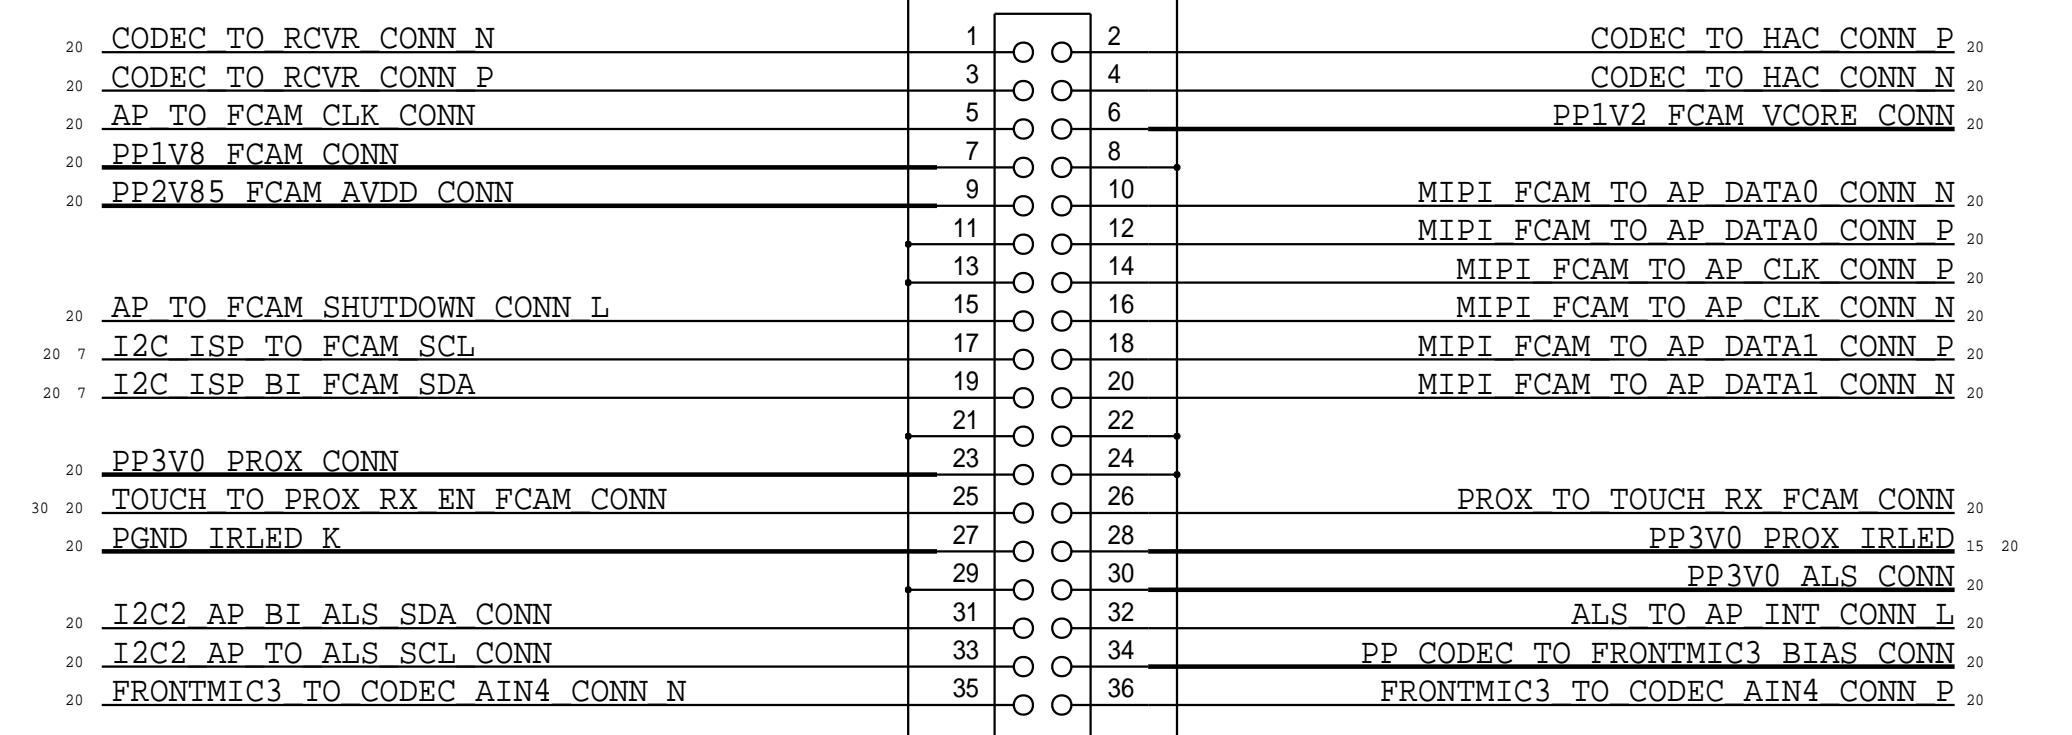 20 CODEC_TO_RCVR_CONN_N 1 2 CODEC_TO_HAC_CONN_P 20
20 CODEC_TO_RCVR_CONN_P 3 4 CODEC_TO_HAC_CONN_N 20
20 AP_TO_FCAM_CLK_CONN 5 6 PP1V2_FCAM_VCORE_CONN 20
20 PP1V8_FCAM_CONN 7 8
20 PP2V85_FCAM_AVDD_CONN 9 10 MIPI_FCAM_TO_AP_DATA0_CONN_N 20
11 12 MIPI_FCAM_TO_AP_DATA0_CONN_P 20
13 14 MIPI_FCAM_TO_AP_CLK_CONN_P 20
20 AP_TO_FCAM_SHUTDOWN_CONN_L 15 16 MIPI_FCAM_TO_AP_CLK_CONN_N 20
20 7 I2C_ISP_TO_FCAM_SCL 17 18 MIPI_FCAM_TO_AP_DATA1_CONN_P 20
20 7 I2C_ISP_BI_FCAM_SDA 19 20 MIPI_FCAM_TO_AP_DATA1_CONN_N 20
21 22
20 PP3V0_PROX_CONN 23 24
30 20 TOUCH_TO_PROX_RX_EN_FCAM_CONN 25 26 PROX_TO_TOUCH_RX_FCAM_CONN 20
20 PGND_IRLED_K 27 28 PP3V0_PROX_IRLED 15 20
29 30 PP3V0_ALS_CONN 20
20 I2C2_AP_BI_ALS_SDA_CONN 31 32 ALS_TO_AP_INT_CONN_L 20
20 I2C2_AP_TO_ALS_SCL_CONN 33 34 PP_CODEC_TO_FRONTMIC3_BIAS_CONN 20
20 FRONTMIC3_TO_CODEC_AIN4_CONN_N 35 36 FRONTMIC3_TO_CODEC_AIN4_CONN_P 20